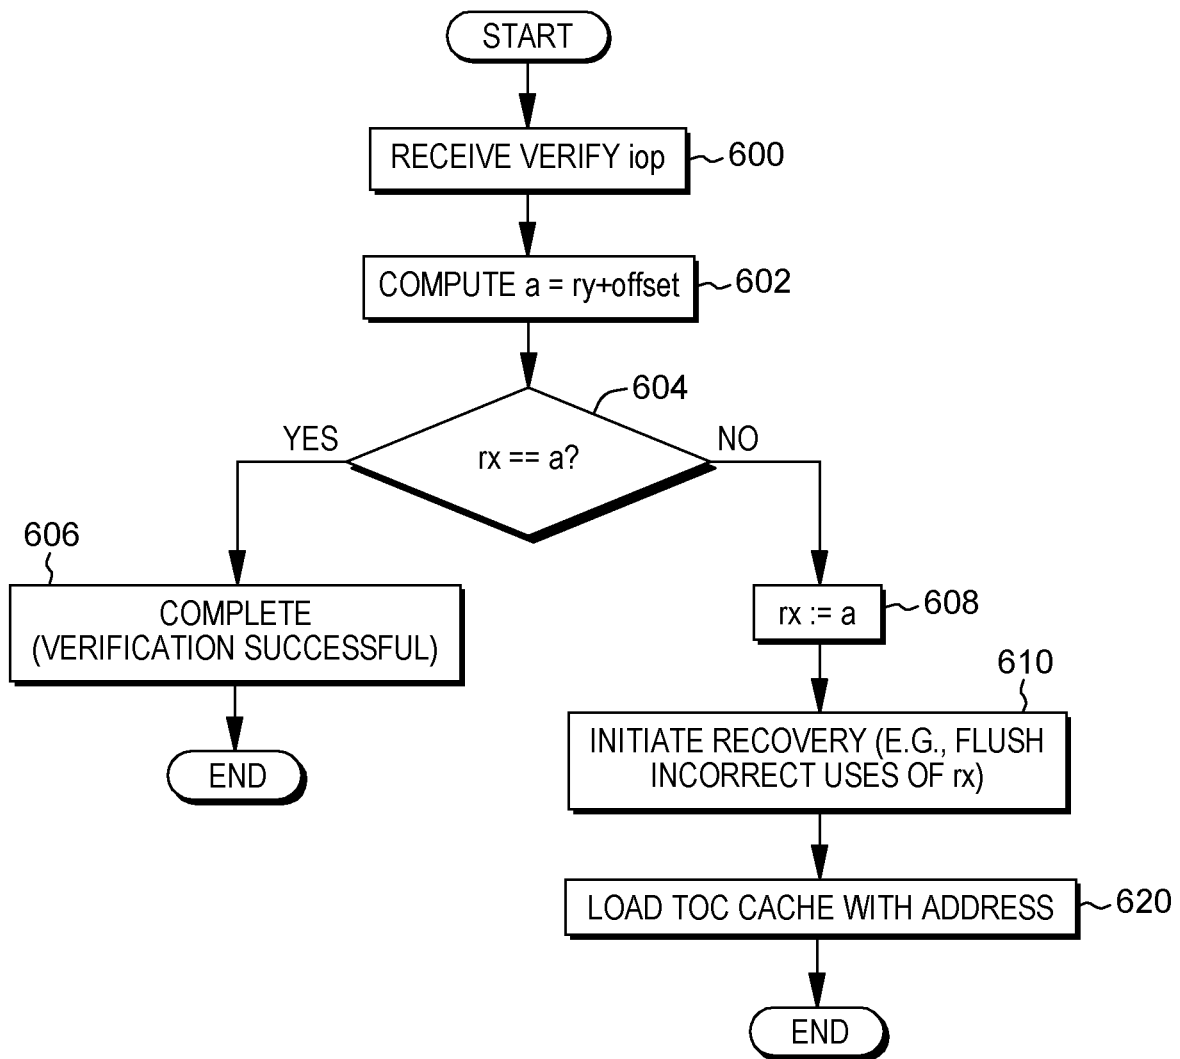 START
RECEIVE VERIFY iop
600
COMPUTE a = ry+offset
602
604
rx == a?
YES
NO
606
COMPLETE
(VERIFICATION SUCCESSFUL)
END
rx := a
608
610
INITIATE RECOVERY (E.G., FLUSH
INCORRECT USES OF rx)
LOAD TOC CACHE WITH ADDRESS
620
END